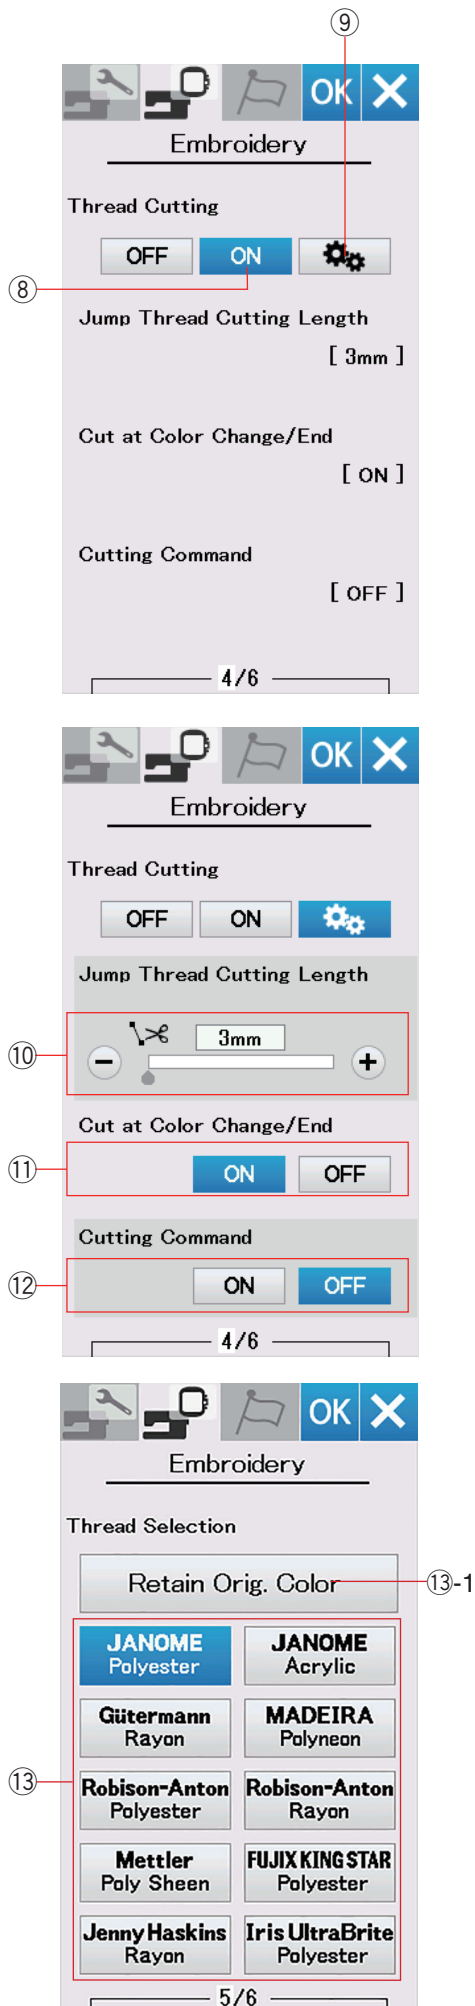 ⑨
OK
Embroidery
Thread Cutting
OFF ON
⑧
Jump Thread Cutting Length
[ 3mm ]
Cut at Color Change/End
[ ON ]
Cutting Command
[ OFF ]
4/6
OK
Embroidery
Thread Cutting
OFF ON
Jump Thread Cutting Length
⑩
3mm
− +
Cut at Color Change/End
⑪ ON OFF
Cutting Command
⑫ ON OFF
4/6
OK
Embroidery
Thread Selection
Retain Orig. Color ⑬-1
JANOME Polyester
JANOME Acrylic
Gütermann Rayon
MADEIRA Polyneon
⑬
Robison-Anton Polyester
Robison-Anton Rayon
Mettler Poly Sheen
FUJIX KING STAR Polyester
Jenny Haskins Rayon
Iris UltraBrite Polyester
5/6